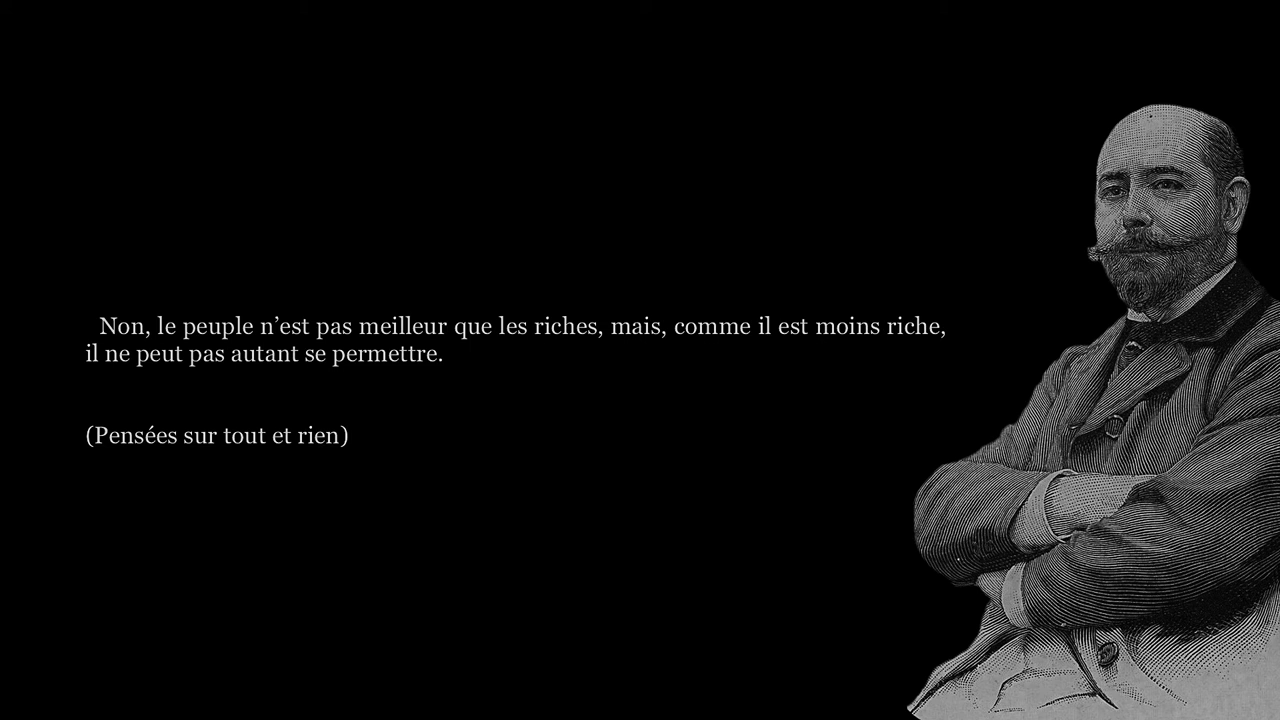 Non, le peuple n’est pas meilleur que les riches, mais, comme il est moins riche,
il ne peut pas autant se permettre.
(Pensées sur tout et rien)